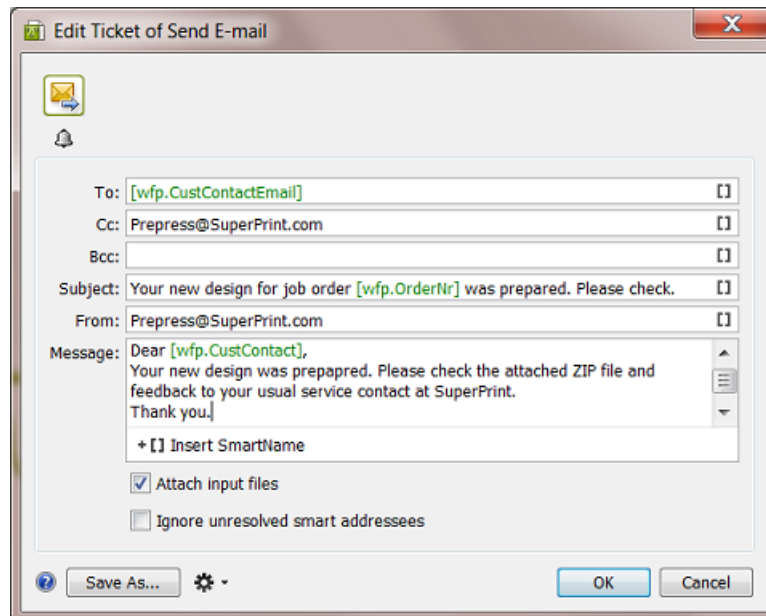 Edit Ticket of Send E-mail
To: [wfp.CustContactEmail]
Cc: Prepress@SuperPrint.com
Bcc:
Subject: Your new design for job order [wfp.OrderNr] was prepared. Please check.
From: Prepress@SuperPrint.com
Message: Dear [wfp.CustContact],
Your new design was prepapred. Please check the attached ZIP file and
feedback to your usual service contact at SuperPrint.
Thank you.
+ [] Insert SmartName
Attach input files
Ignore unresolved smart addressees
Save As...
OK
Cancel